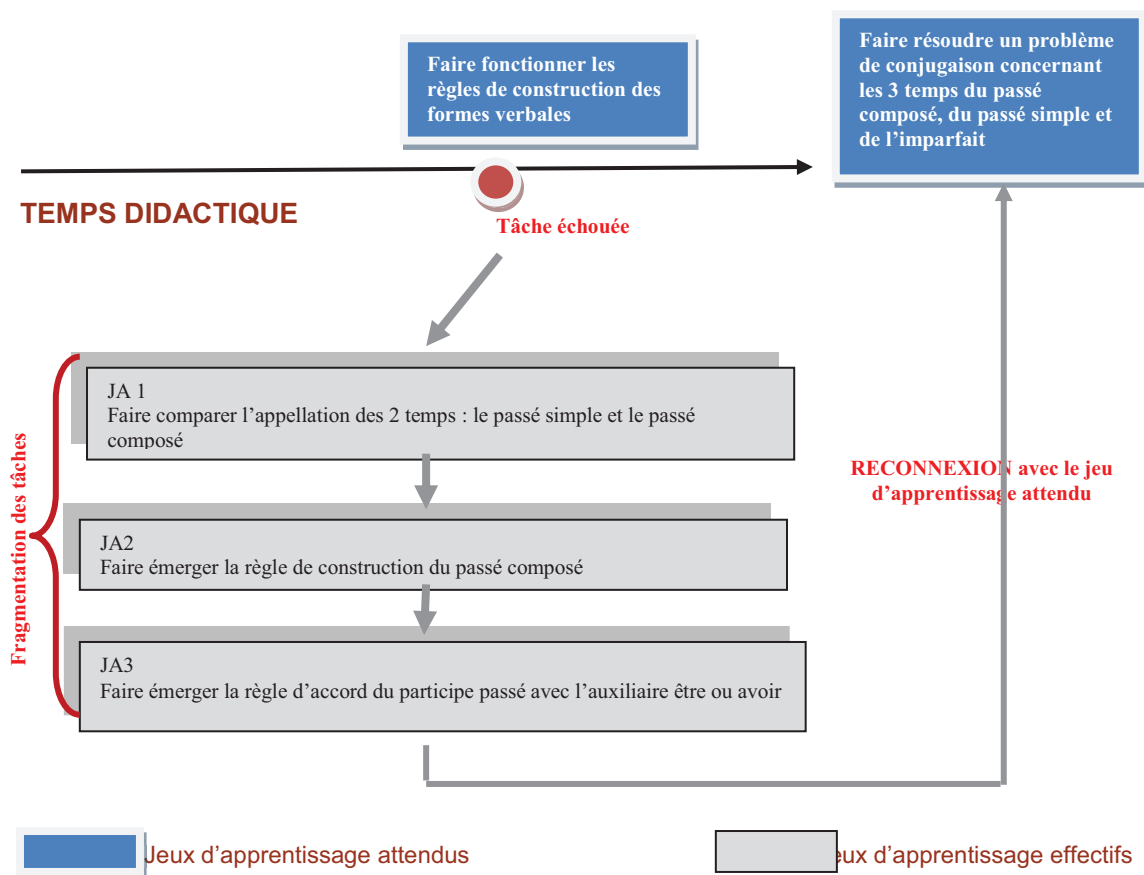 Faire fonctionner les
règles de construction des
formes verbales
Faire résoudre un problème
de conjugaison concernant
les 3 temps du passé
composé, du passé simple et
de l’imparfait
TEMPS DIDACTIQUE
Tâche échouée
Fragmentation des tâches
JA 1
Faire comparer l’appellation des 2 temps : le passé simple et le passé
composé
JA2
Faire émerger la règle de construction du passé composé
JA3
Faire émerger la règle d’accord du participe passé avec l’auxiliaire être ou avoir
RECONNEXION avec le jeu
d’apprentissage attendu
Jeux d’apprentissage attendus
eux d’apprentissage effectifs